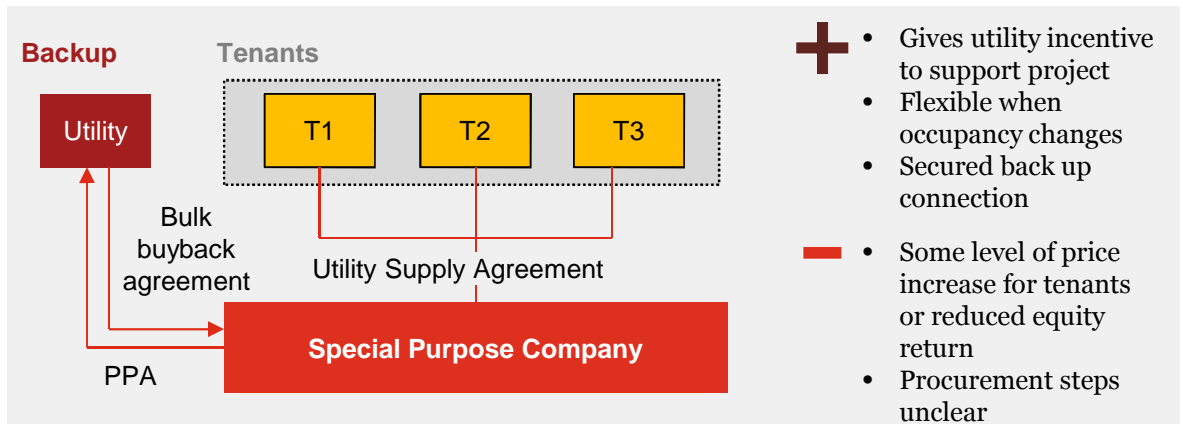 Backup
Tenants
Utility
T1
T2
T3
Bulk
buyback
agreement
Utility Supply Agreement
Special Purpose Company
PPA
• Gives utility incentive
to support project
• Flexible when
occupancy changes
• Secured back up
connection
• Some level of price
increase for tenants
or reduced equity
return
• Procurement steps
unclear